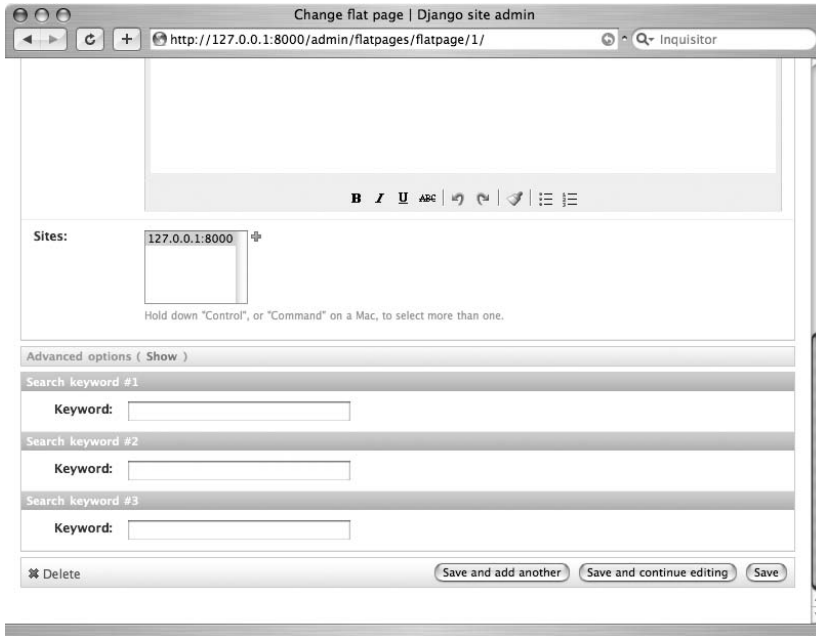 Change flat page | Django site admin
http://127.0.0.1:8000/admin/flatpages/flatpage/1/
Inquisitor
B I U ABC
Sites:
127.0.0.1:8000
Hold down "Control", or "Command" on a Mac, to select more than one.
Advanced options ( Show )
Search keyword #1
Keyword:
Search keyword #2
Keyword:
Search keyword #3
Keyword:
Delete
Save and add another
Save and continue editing
Save